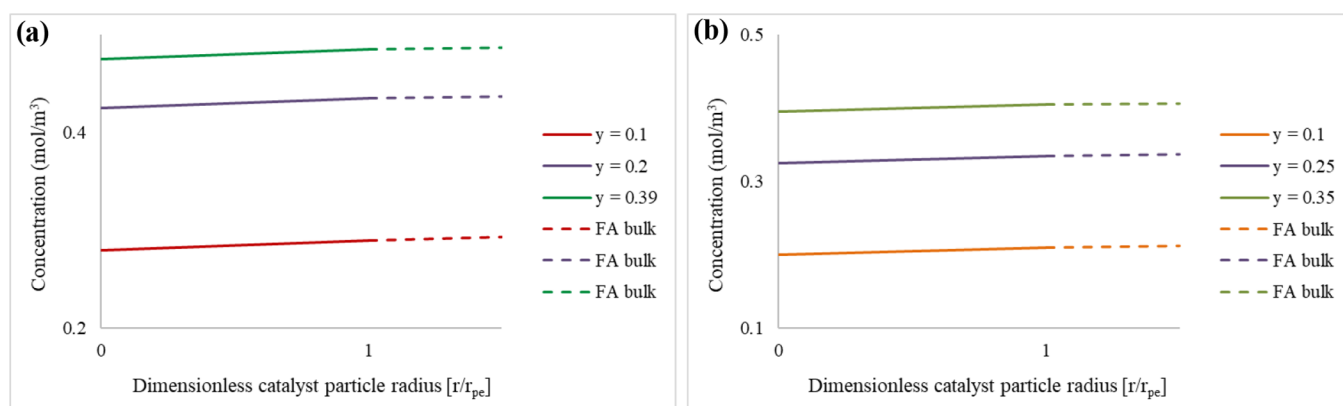 (a)
Concentration (mol/m³)
0.4
0.2
0
1
Dimensionless catalyst particle radius [r/rₚₑ]
y = 0.1
y = 0.2
y = 0.39
FA bulk
FA bulk
FA bulk
(b)
Concentration (mol/m³)
0.5
0.3
0.1
0
1
Dimensionless catalyst particle radius [r/rₚₑ]
y = 0.1
y = 0.25
y = 0.35
FA bulk
FA bulk
FA bulk